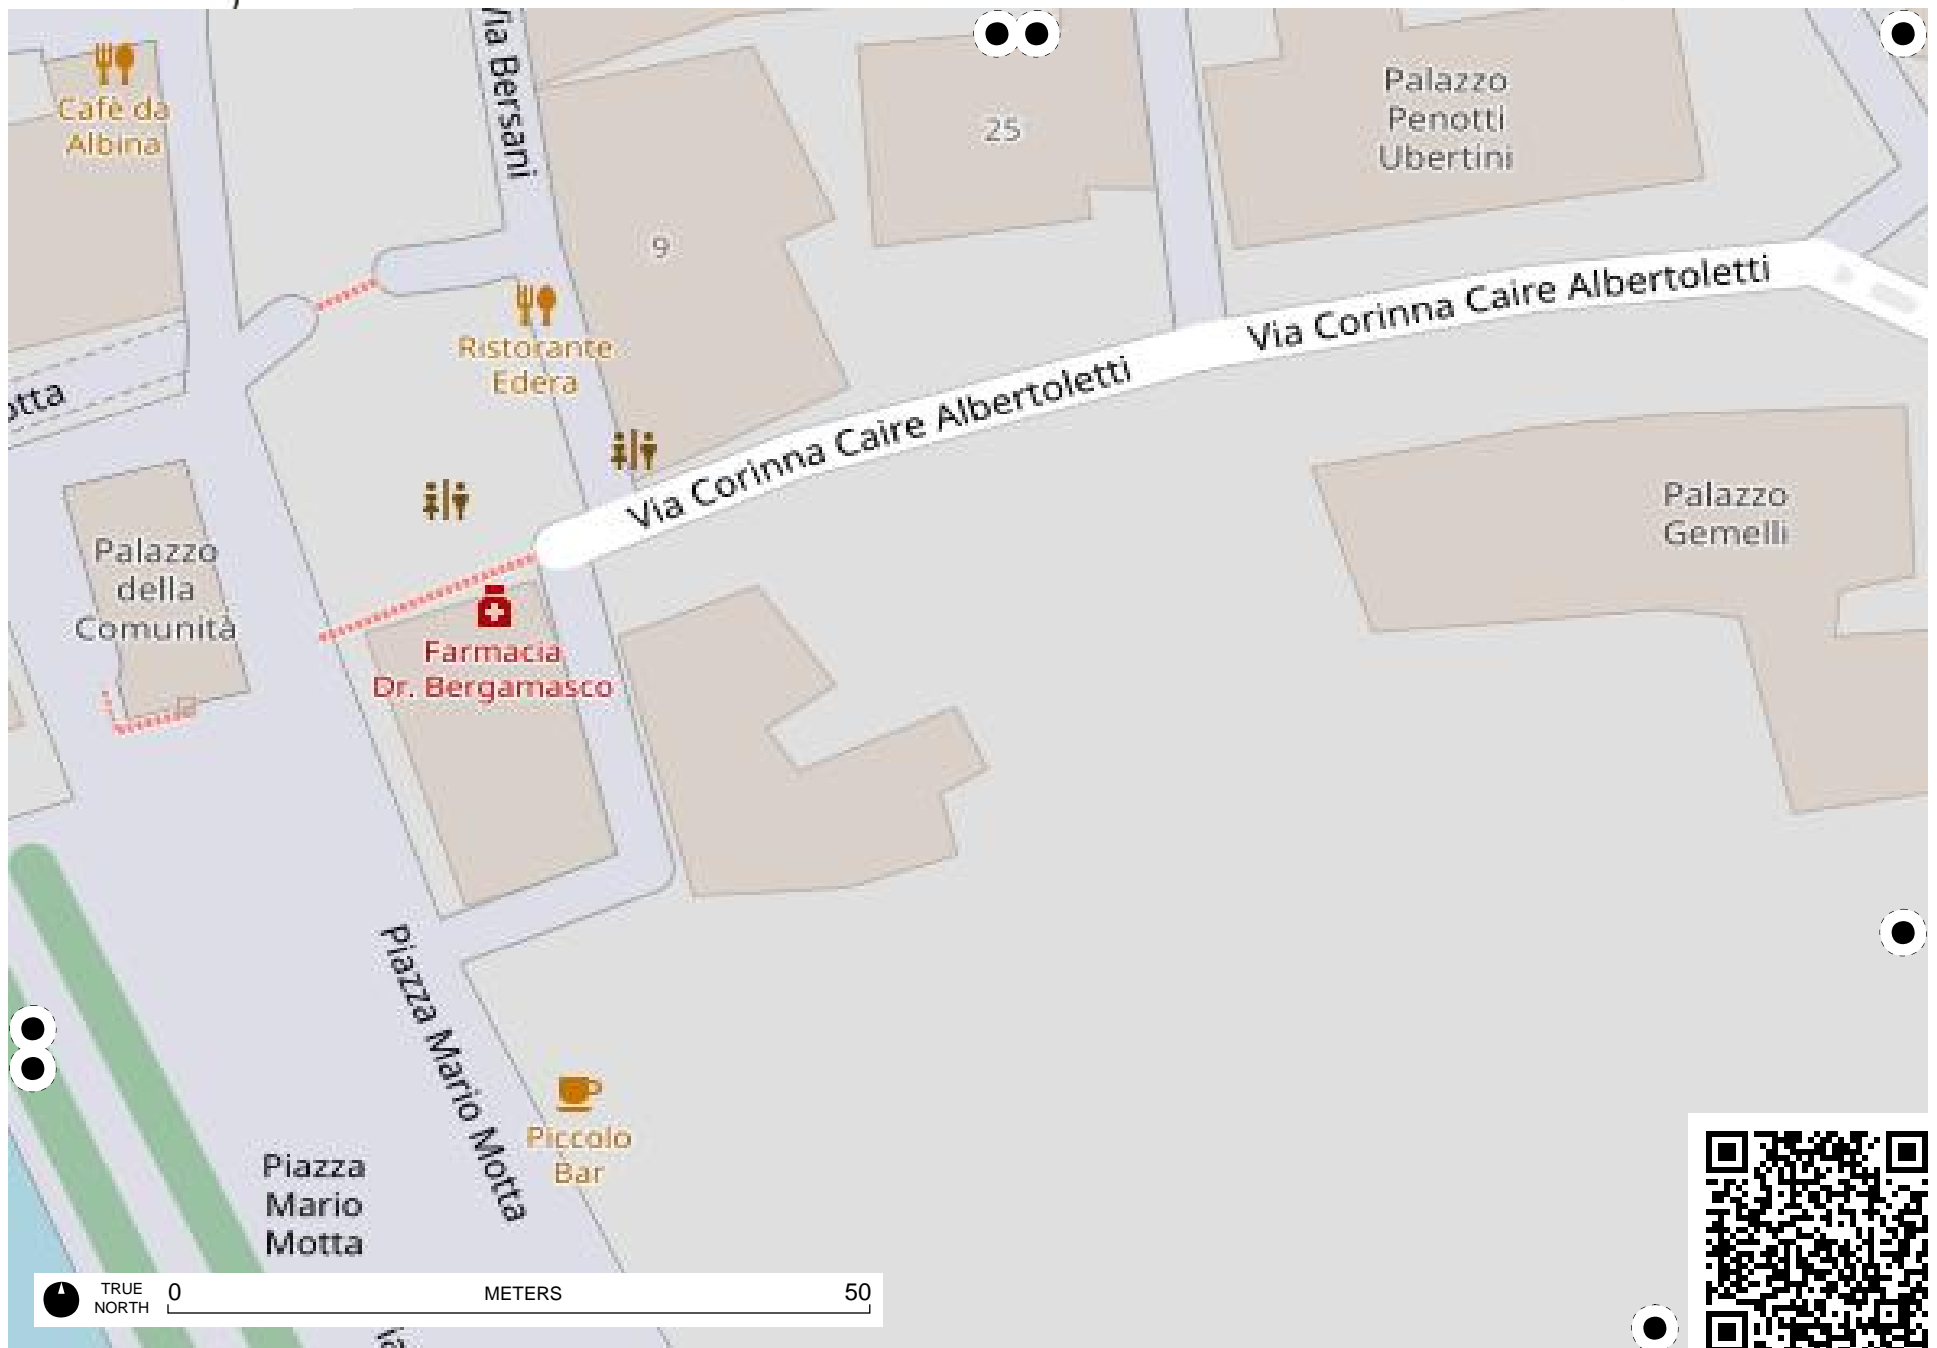 Cafè da
Albina
Via Bersani
25
Palazzo
Penotti
Ubertini
9
Via Corinna Caire Albertoletti
Ristorante
Edera
Via Corinna Caire Albertoletti
otta
Palazzo
Gemelli
Palazzo
della
Comunità
Farmacia
Dr. Bergamasco
Piazza Mario Motta
Piccolo
Bar
Piazza
Mario
Motta
TRUE
NORTH
0 METERS 50